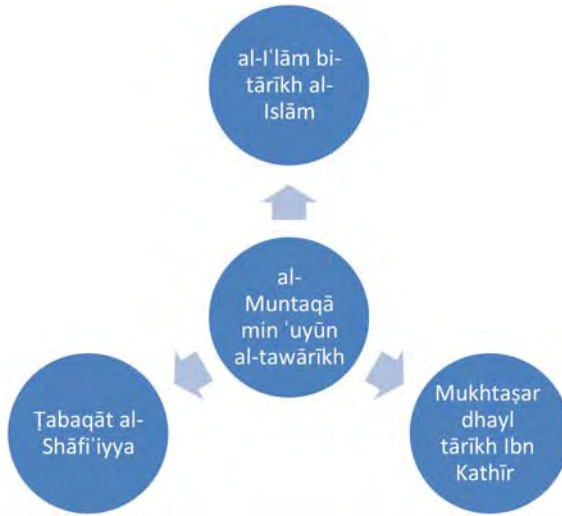 al-Iʿlām bi-
tārīkh al-
Islām
al-
Muntaqā
min ʿuyūn
al-tawārīkh
Ṭabaqāt al-
Shāfiʿiyya
Mukhtaṣar
dhayl
tārīkh Ibn
Kathīr